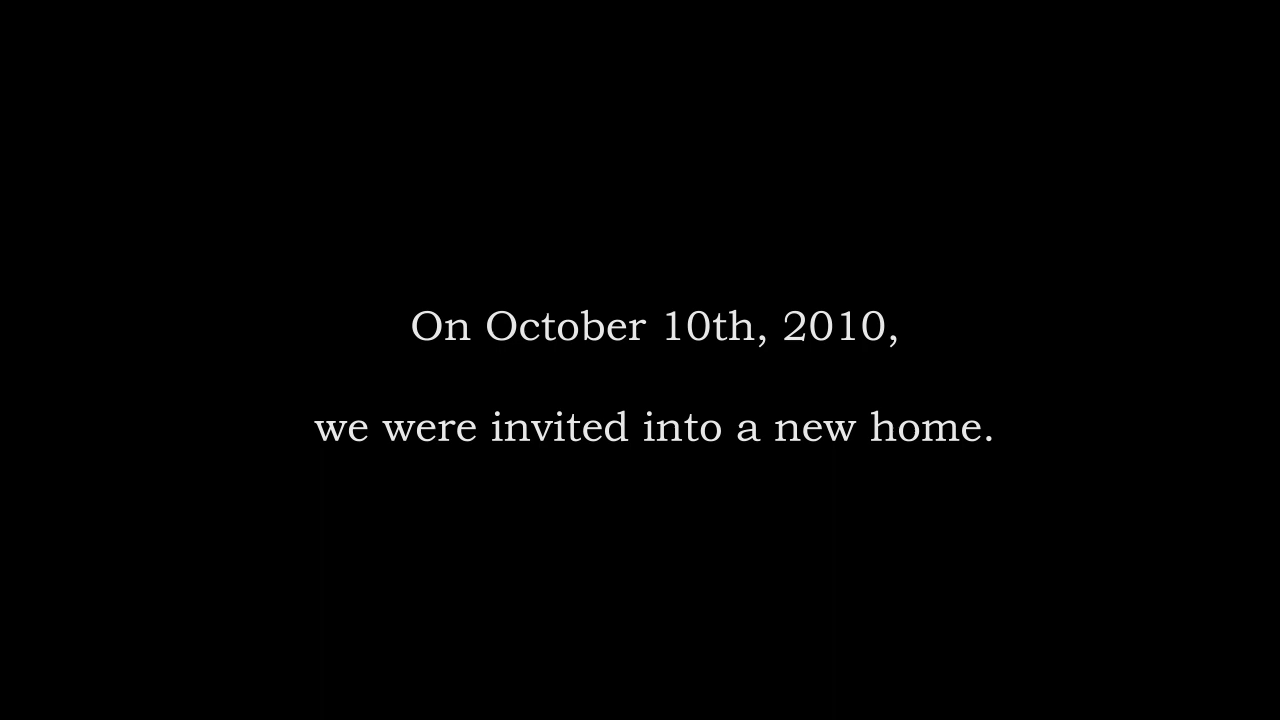 On October 10th, 2010,
we were invited into a new home.